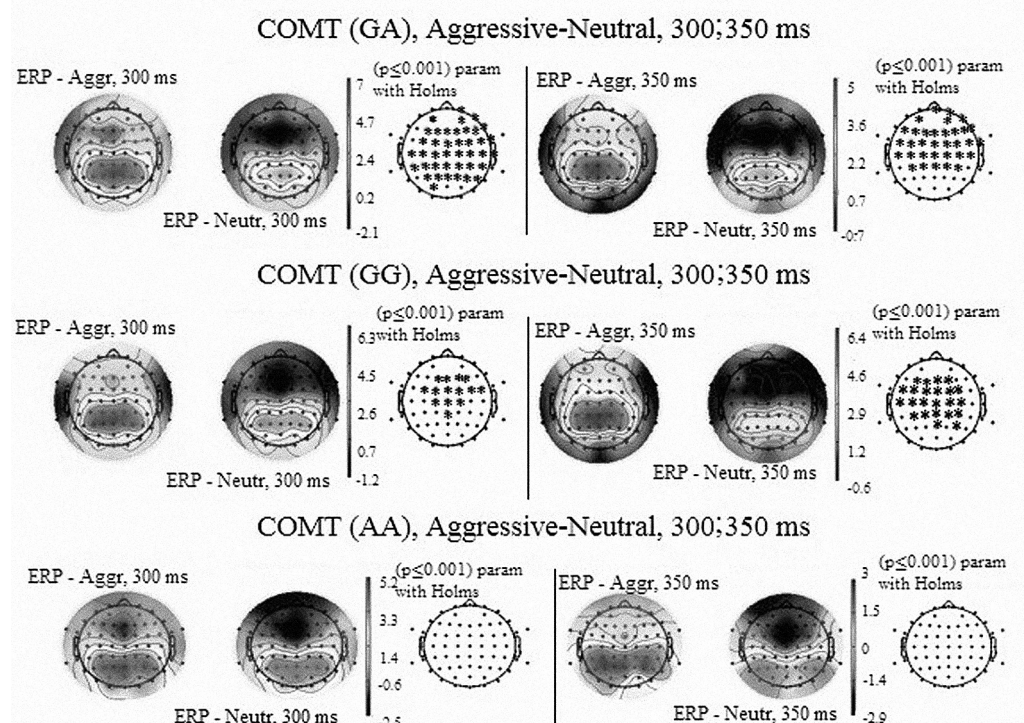 COMT (GA), Aggressive-Neutral, 300;350 ms
ERP - Aggr, 300 ms
ERP - Neutr, 300 ms
7
4.7
2.4
0.2
-2.1
(p≤0.001) param
with Holms
ERP - Aggr, 350 ms
ERP - Neutr, 350 ms
5
3.6
2.2
0.7
-0.7
(p≤0.001) param
with Holms
COMT (GG), Aggressive-Neutral, 300;350 ms
ERP - Aggr, 300 ms
ERP - Neutr, 300 ms
6.3
4.5
2.6
0.7
-1.2
(p≤0.001) param
with Holms
ERP - Aggr, 350 ms
ERP - Neutr, 350 ms
6.4
4.6
2.9
1.2
-0.6
(p≤0.001) param
with Holms
COMT (AA), Aggressive-Neutral, 300;350 ms
ERP - Aggr, 300 ms
ERP - Neutr, 300 ms
5.2
3.3
1.4
-0.6
-2.5
(p≤0.001) param
with Holms
ERP - Aggr, 350 ms
ERP - Neutr, 350 ms
3
1.5
0
-1.4
-2.9
(p≤0.001) param
with Holms